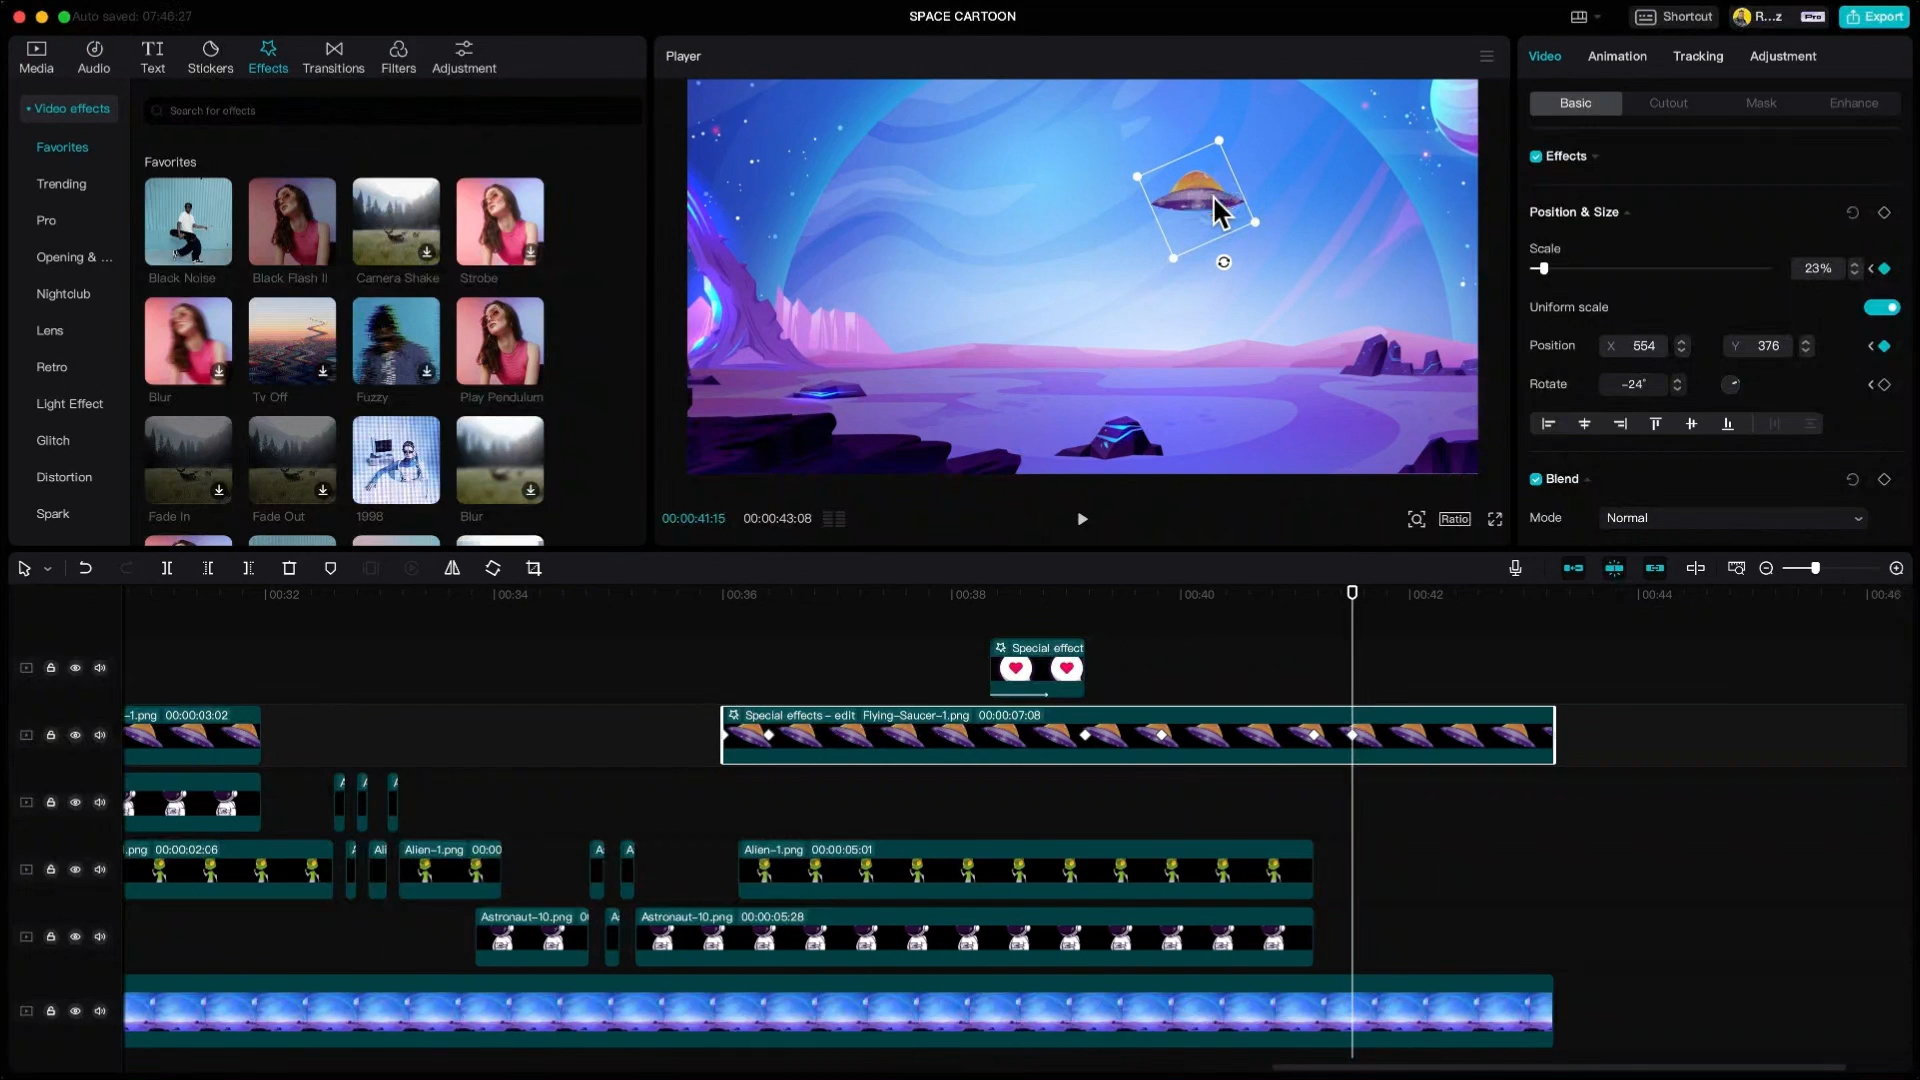 Auto saved: 07:46:27
SPACE CARTOON
Shortcut
R...z
Pro
Export
Media
Audio
TI
Text
Stickers
Effects
Transitions
Filters
Adjustment
Player
Video
Animation
Tracking
Adjustment
Video effects
Search for effects
Basic
Cutout
Mask
Enhance
Favorites
Trending
Pro
Opening & ...
Nightclub
Lens
Retro
Light Effect
Glitch
Distortion
Spark
Favorites
Black Noise
Black Flash II
Camera Shake
Strobe
Blur
Tv Off
Fuzzy
Play Pendulum
Fade In
Fade Out
1998
Blur
Effects
Position & Size
Scale
23%
Uniform scale
Position
X 554
Y 376
Rotate
-24°
Blend
Mode
Normal
00:00:41:15
00:00:43:08
Ratio
00:32
00:34
00:36
00:38
00:40
00:42
00:44
00:46
Special effect
-1.png 00:00:03:02
Special effects – edit Flying-Saucer-1.png 00:00:07:08
.png 00:00:02:06
Ali
Alien-1.png 00:00
A
A
Alien-1.png 00:00:05:01
Astronaut-10.png 0
A
Astronaut-10.png 00:00:05:28